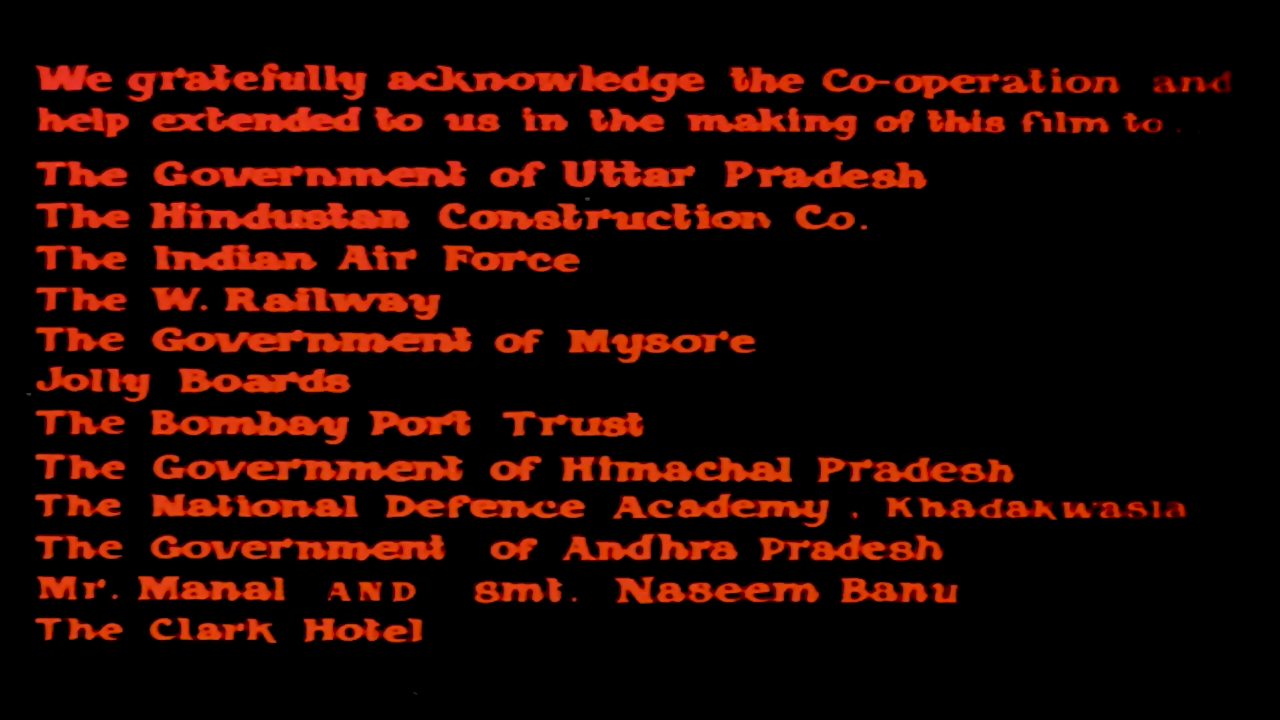 We gratefully acknowledge the Co-operation and
help extended to us in the making of this film to..
The Government of Uttar Pradesh
The Hindustan Construction Co.
The Indian Air Force
The W. Railway
The Government of Mysore
Jolly Boards
The Bombay Port Trust
The Government of Himachal Pradesh
The National Defence Academy, Khadakwasla
The Government of Andhra Pradesh
Mr. Manal AND Smt. Naseem Banu
The Clark Hotel